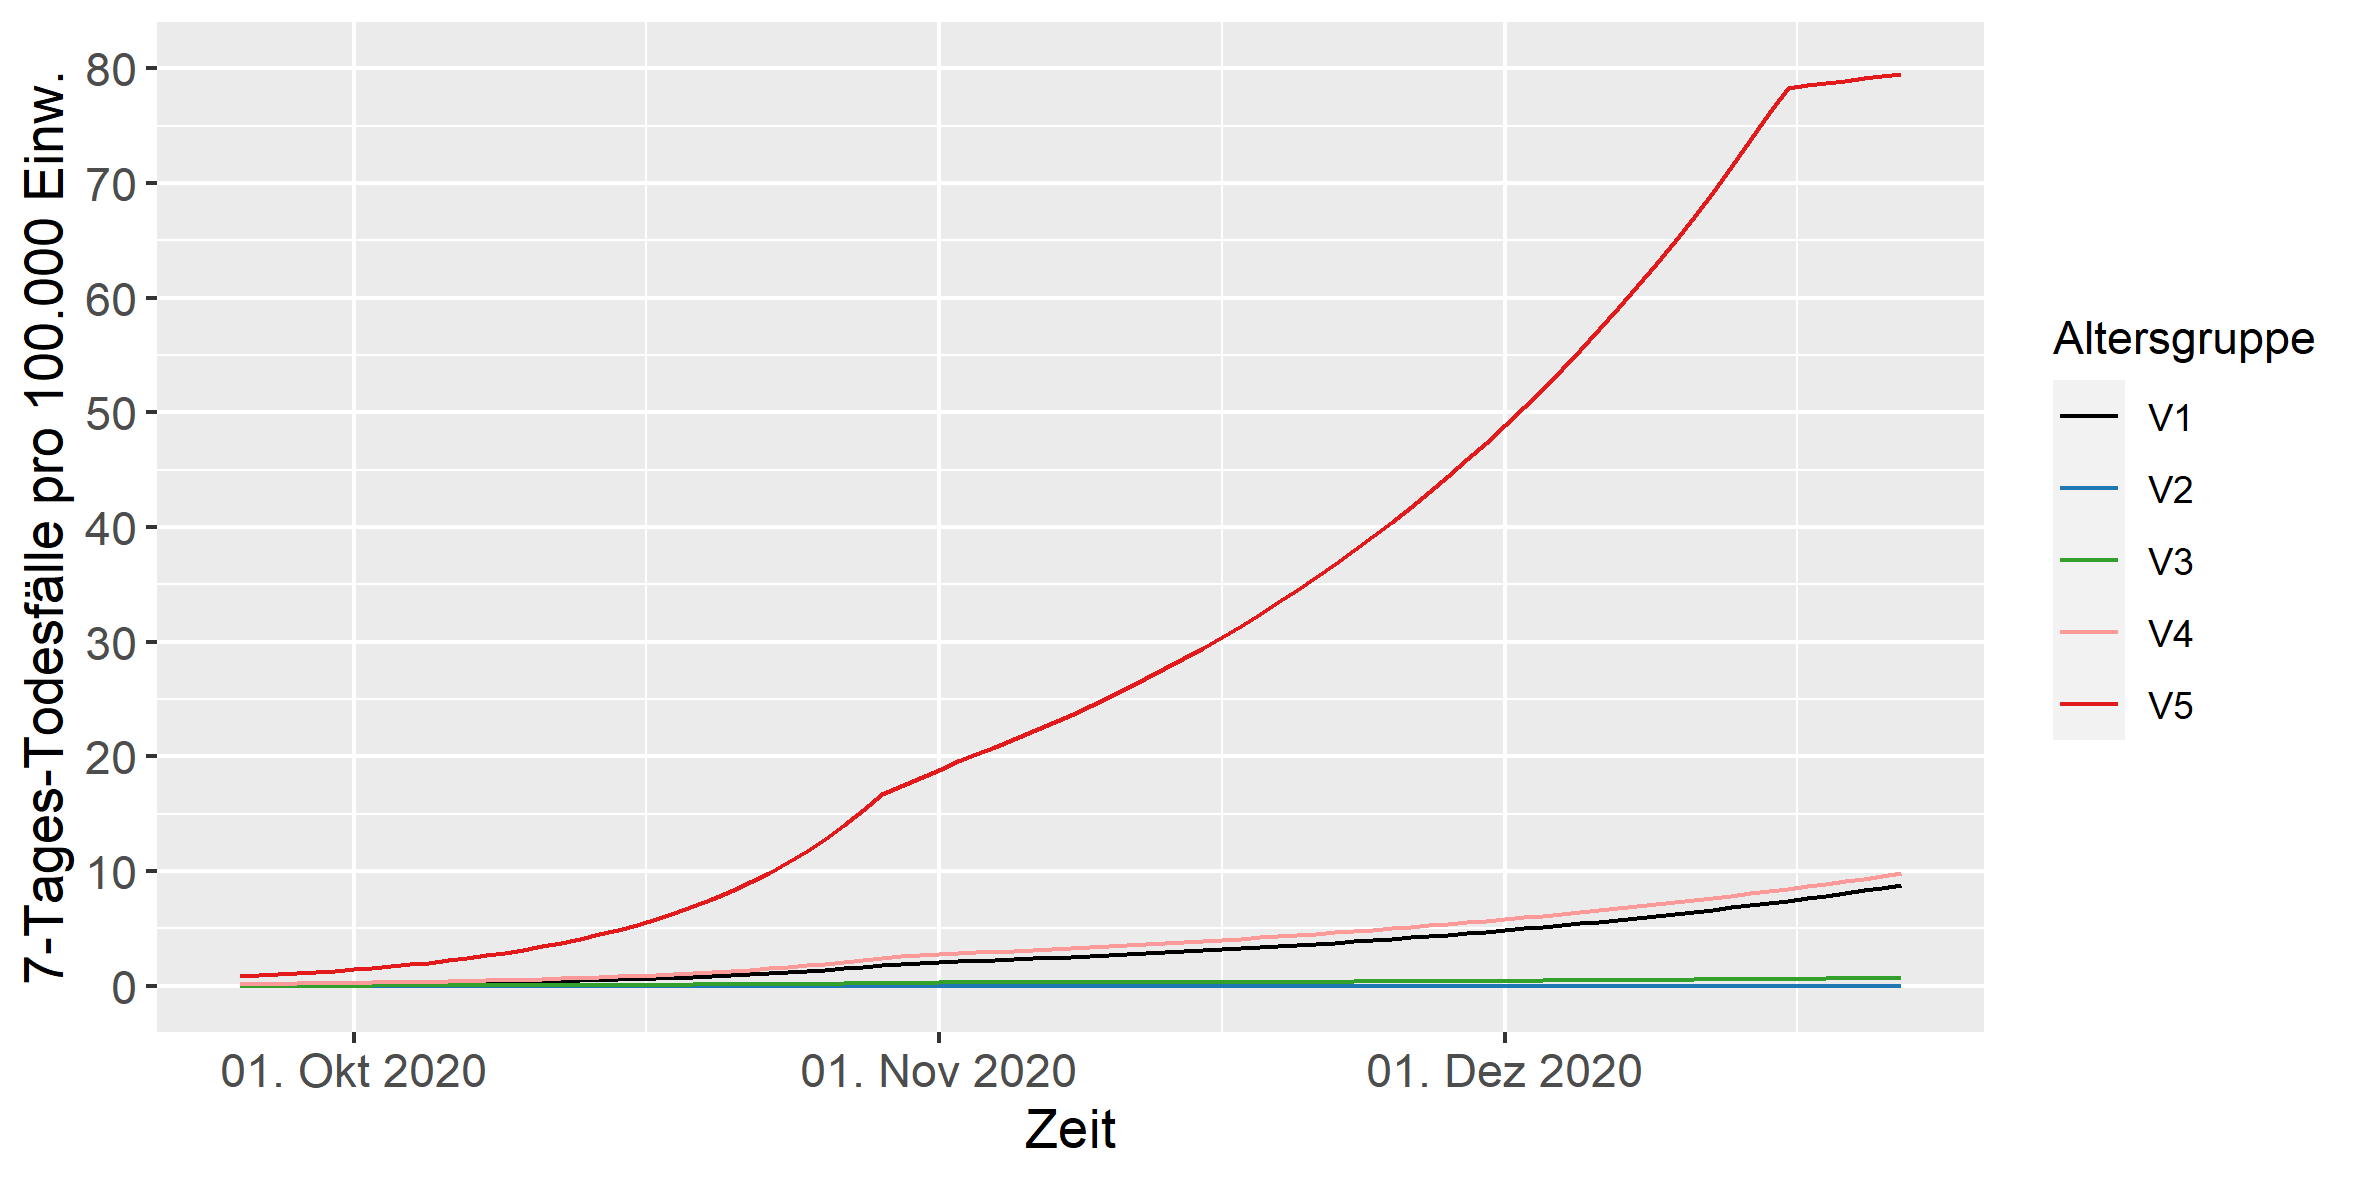 7-Tages-Todesfälle pro 100.000 Einw.
80
70
60
50
40
30
20
10
0
01. Okt 2020
01. Nov 2020
01. Dez 2020
Zeit
Altersgruppe
V1
V2
V3
V4
V5